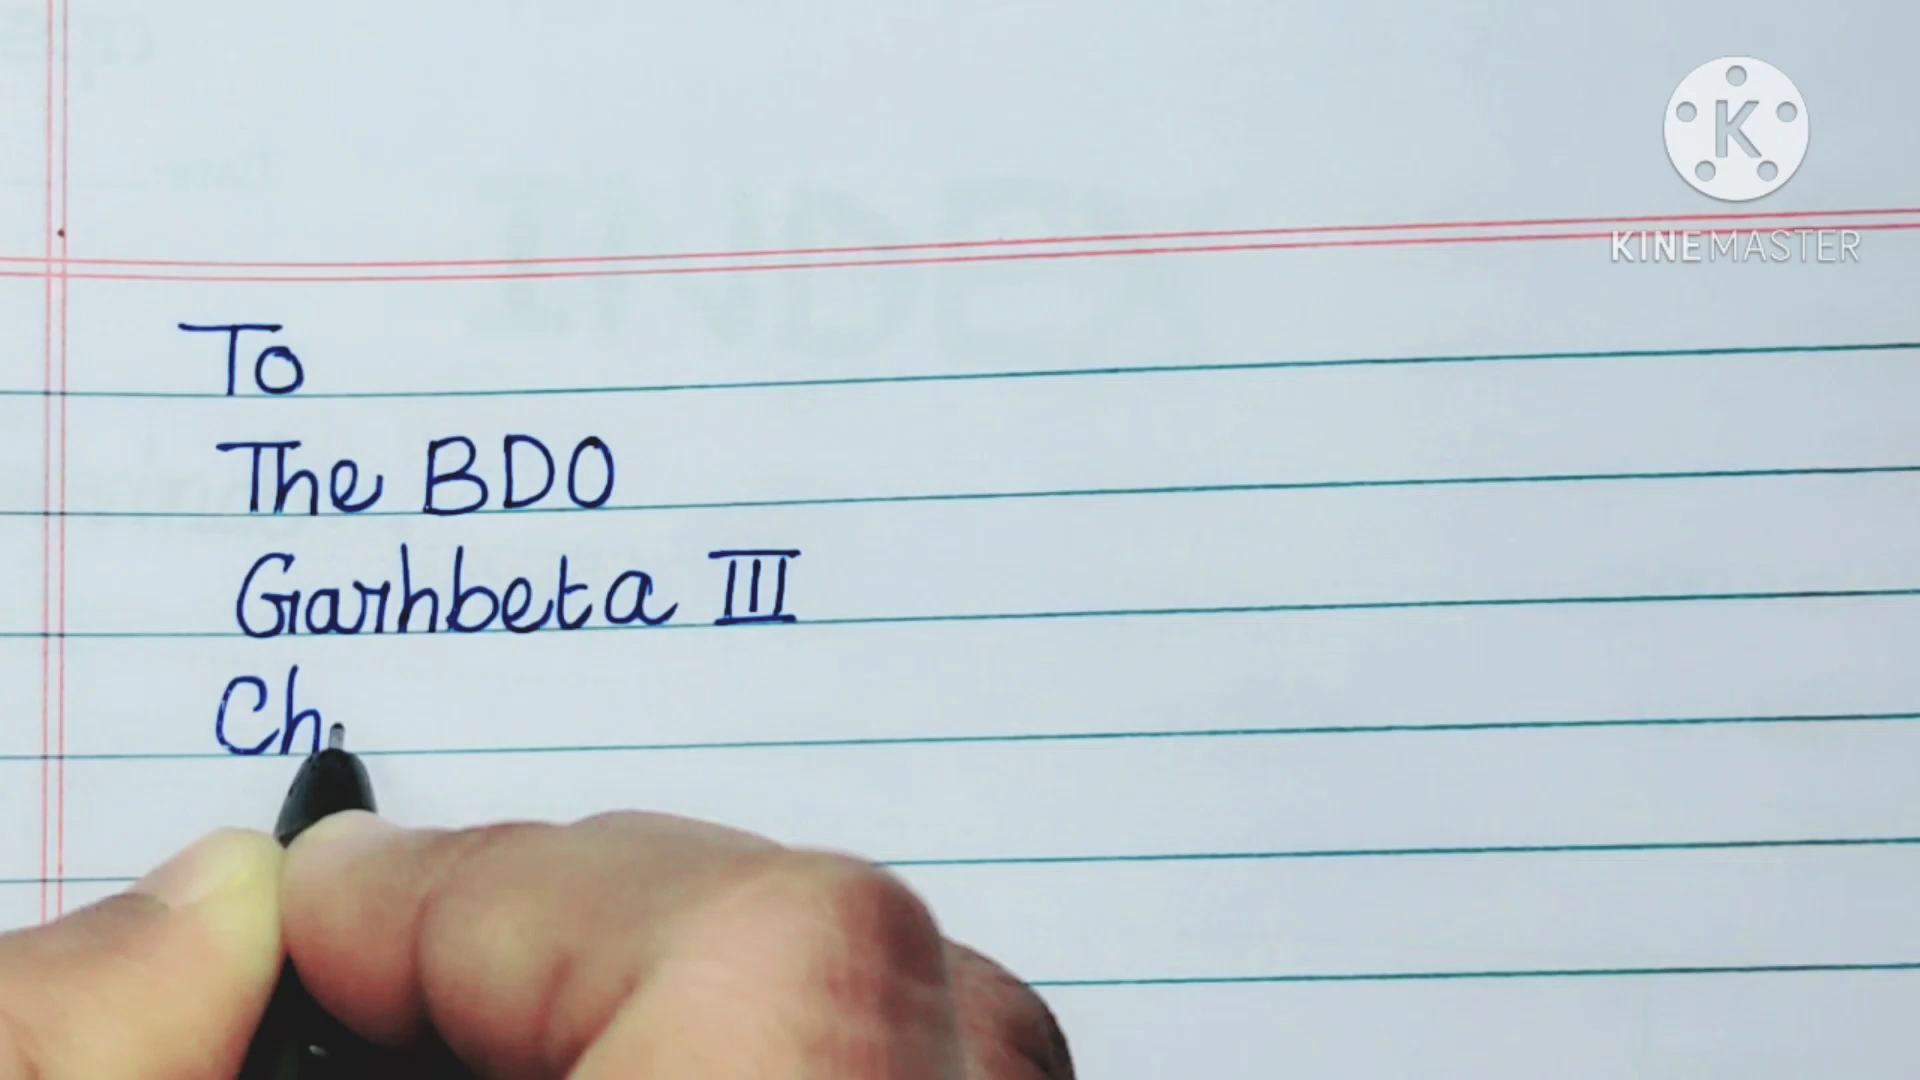 K
KINEMASTER
To
The BDO
Garhbeta III
Ch